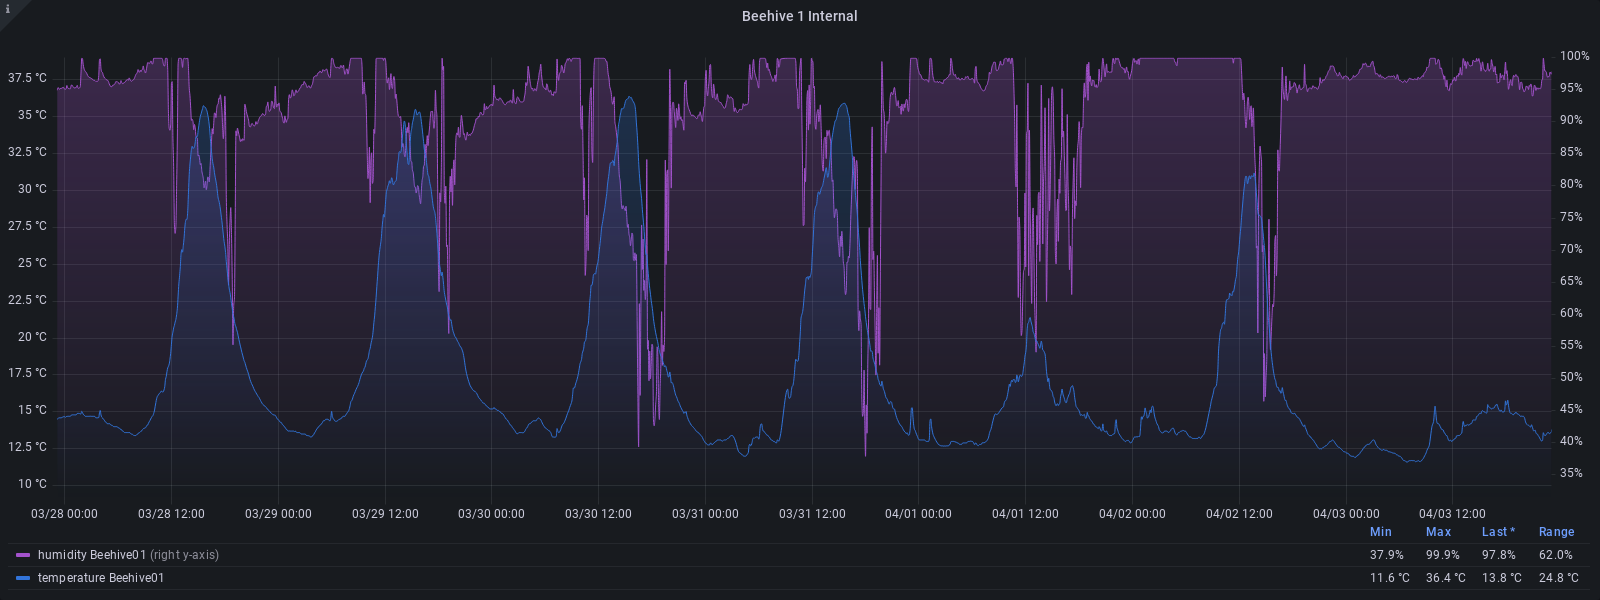 i
Beehive 1 Internal
37.5 °C
35 °C
32.5 °C
30 °C
27.5 °C
25 °C
22.5 °C
20 °C
17.5 °C
15 °C
12.5 °C
10 °C
100%
95%
90%
85%
80%
75%
70%
65%
60%
55%
50%
45%
40%
35%
03/28 00:00 03/28 12:00 03/29 00:00 03/29 12:00 03/30 00:00 03/30 12:00 03/31 00:00 03/31 12:00 04/01 00:00 04/01 12:00 04/02 00:00 04/02 12:00 04/03 00:00 04/03 12:00
Min Max Last * Range
humidity Beehive01 (right y-axis) 37.9% 99.9% 97.8% 62.0%
temperature Beehive01 11.6 °C 36.4 °C 13.8 °C 24.8 °C